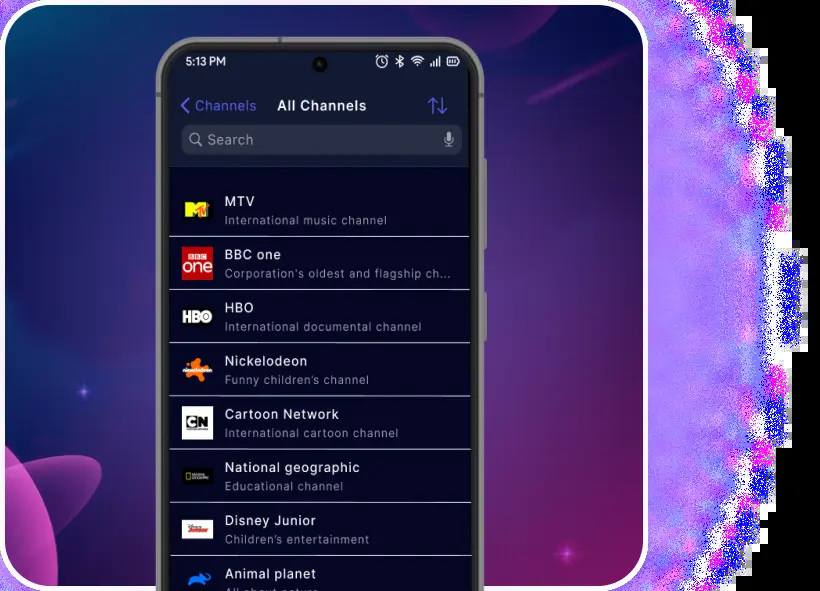 5:13 PM
Channels
All Channels
Search
MTV
International music channel
BBC one
Corporation's oldest and flagship ch...
HBO
International documental channel
Nickelodeon
Funny children's channel
Cartoon Network
International cartoon channel
National geographic
Educational channel
Disney Junior
Children's entertainment
Animal planet